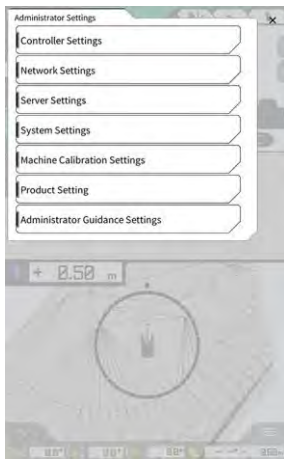 Administrator Settings
×
Controller Settings
Network Settings
Server Settings
System Settings
Machine Calibration Settings
Product Setting
Administrator Guidance Settings
+ 0.50 m